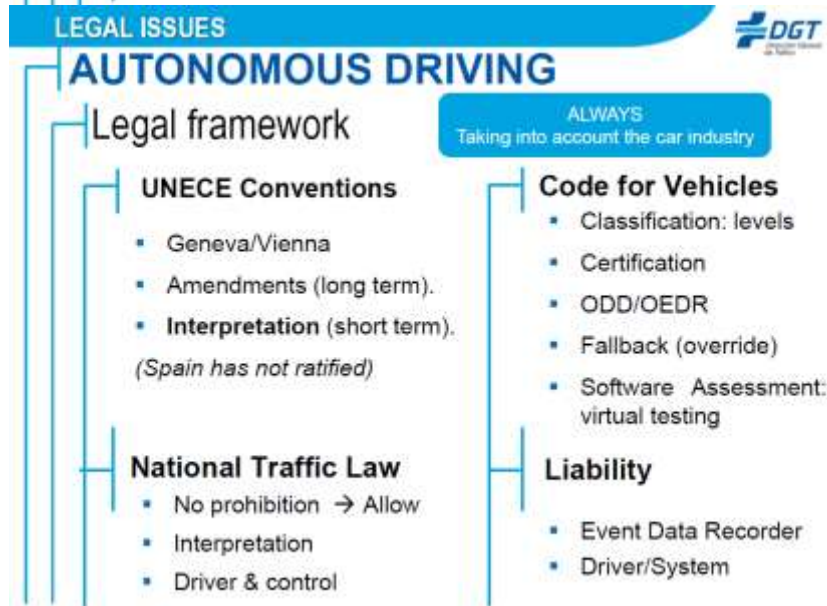 LEGAL ISSUES
DGT
AUTONOMOUS DRIVING
Legal framework
ALWAYS
Taking into account the car industry
UNECE Conventions
▪ Geneva/Vienna
▪ Amendments (long term).
▪ Interpretation (short term).
(Spain has not ratified)
National Traffic Law
▪ No prohibition → Allow
▪ Interpretation
▪ Driver & control
Code for Vehicles
▪ Classification: levels
▪ Certification
▪ ODD/OEDR
▪ Fallback (override)
▪ Software Assessment:
virtual testing
Liability
▪ Event Data Recorder
▪ Driver/System